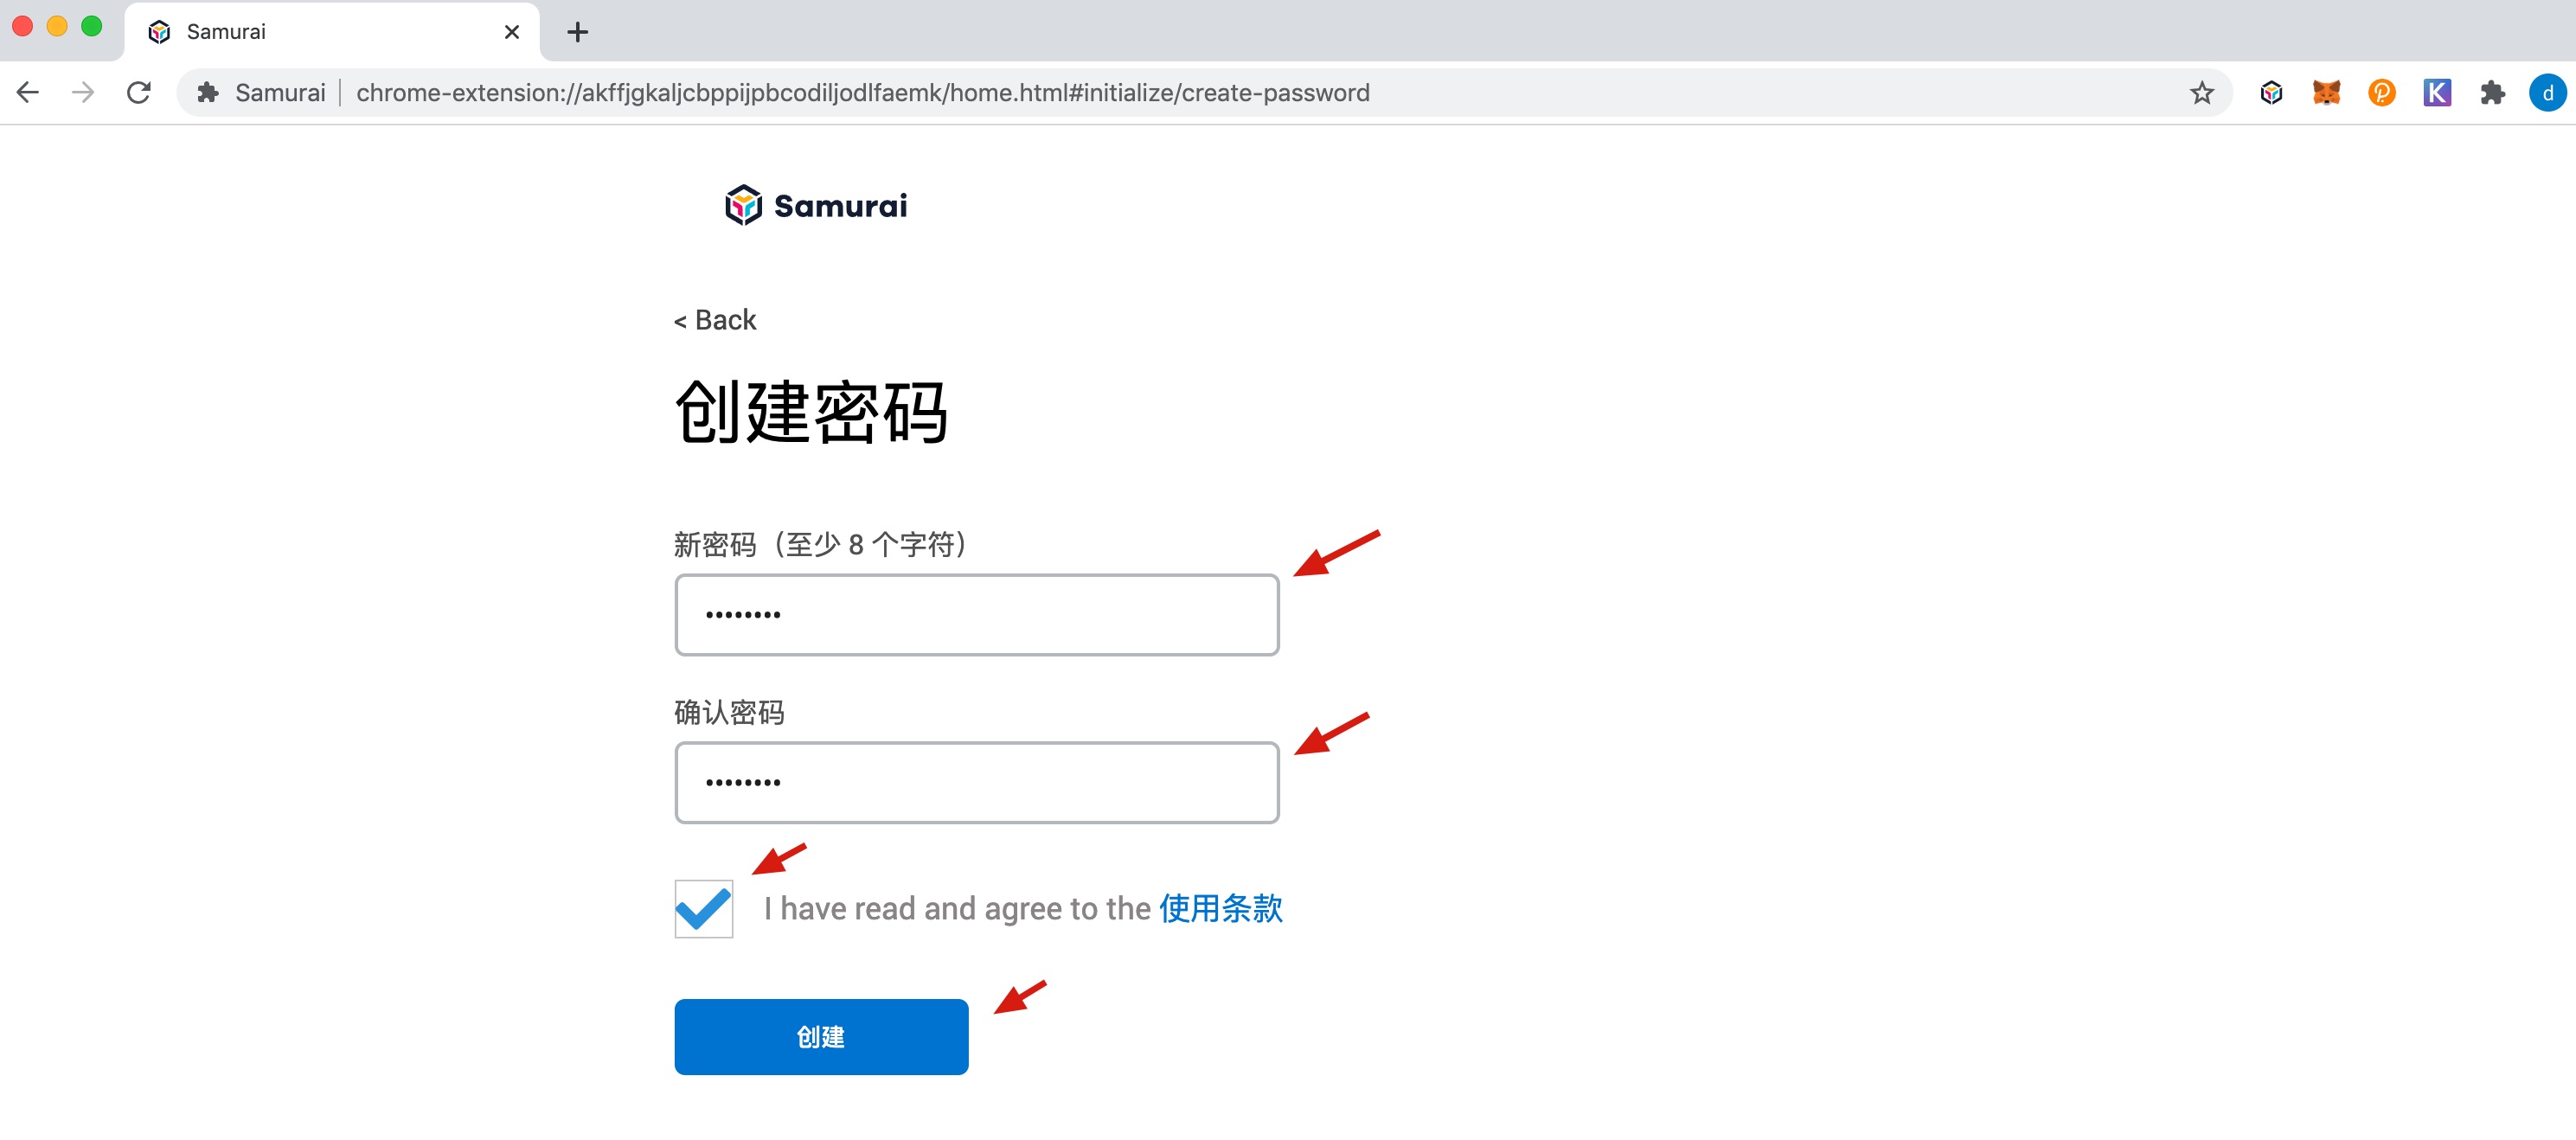 Samurai
Samurai chrome-extension://akffjgkaljcbppijpbcodiljodlfaemk/home.html#initialize/create-password
K
d
Samurai
< Back
创建密码
新密码（至少 8 个字符）
••••••••
确认密码
••••••••
I have read and agree to the 使用条款
创建